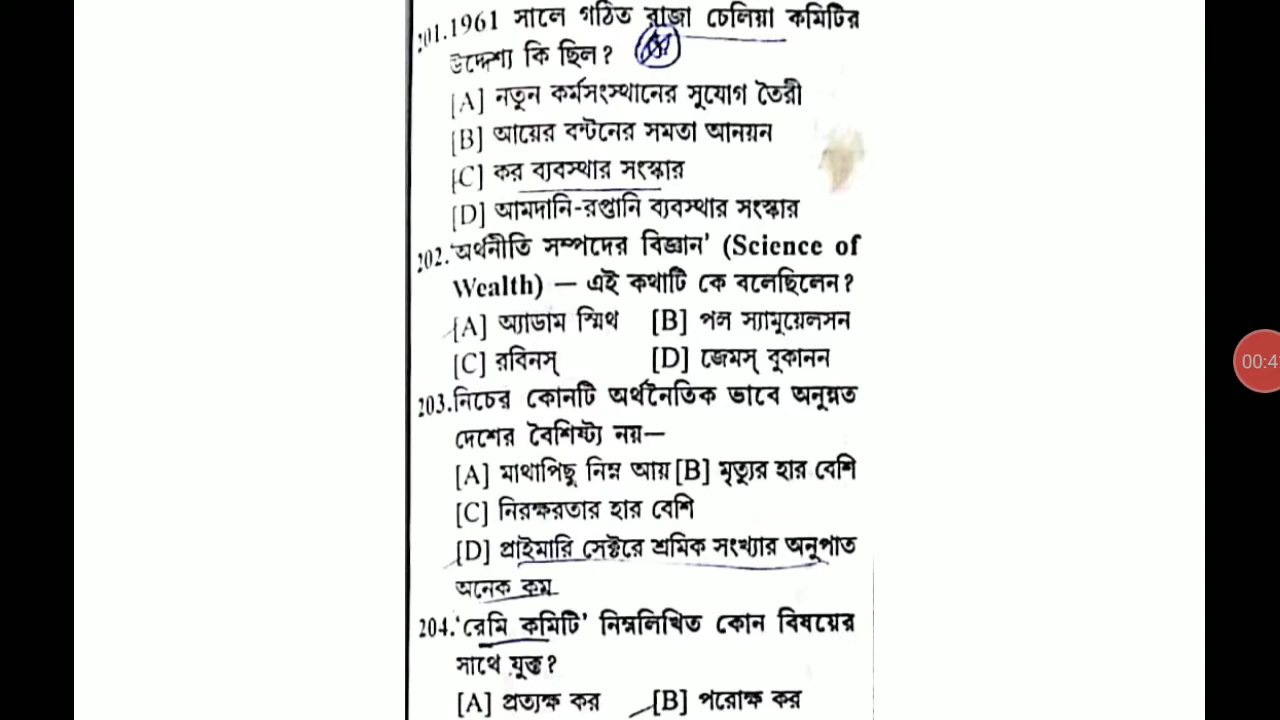 201. 1961 সালে গঠিত রাজা চেলিয়া কমিটির
উদ্দেশ্য কি ছিল?
[A] নতুন কর্মসংস্থানের সুযোগ তৈরী
[B] আয়ের বন্টনের সমতা আনয়ন
[C] কর ব্যবস্থার সংস্কার
[D] আমদানি-রপ্তানি ব্যবস্থার সংস্কার
202. 'অর্থনীতি সম্পদের বিজ্ঞান' (Science of
Wealth) — এই কথাটি কে বলেছিলেন?
[A] অ্যাডাম স্মিথ [B] পল স্যামুয়েলসন
[C] রবিনস্ [D] জেমস্ বুকানন
203. নিচের কোনটি অর্থনৈতিক ভাবে অনুন্নত
দেশের বৈশিষ্ট্য নয়—
[A] মাথাপিছু নিম্ন আয় [B] মৃত্যুর হার বেশি
[C] নিরক্ষরতার হার বেশি
[D] প্রাইমারি সেক্টরে শ্রমিক সংখ্যার অনুপাত
অনেক কম
204. 'রেমি কমিটি' নিম্নলিখিত কোন বিষয়ের
সাথে যুক্ত?
[A] প্রত্যক্ষ কর [B] পরোক্ষ কর